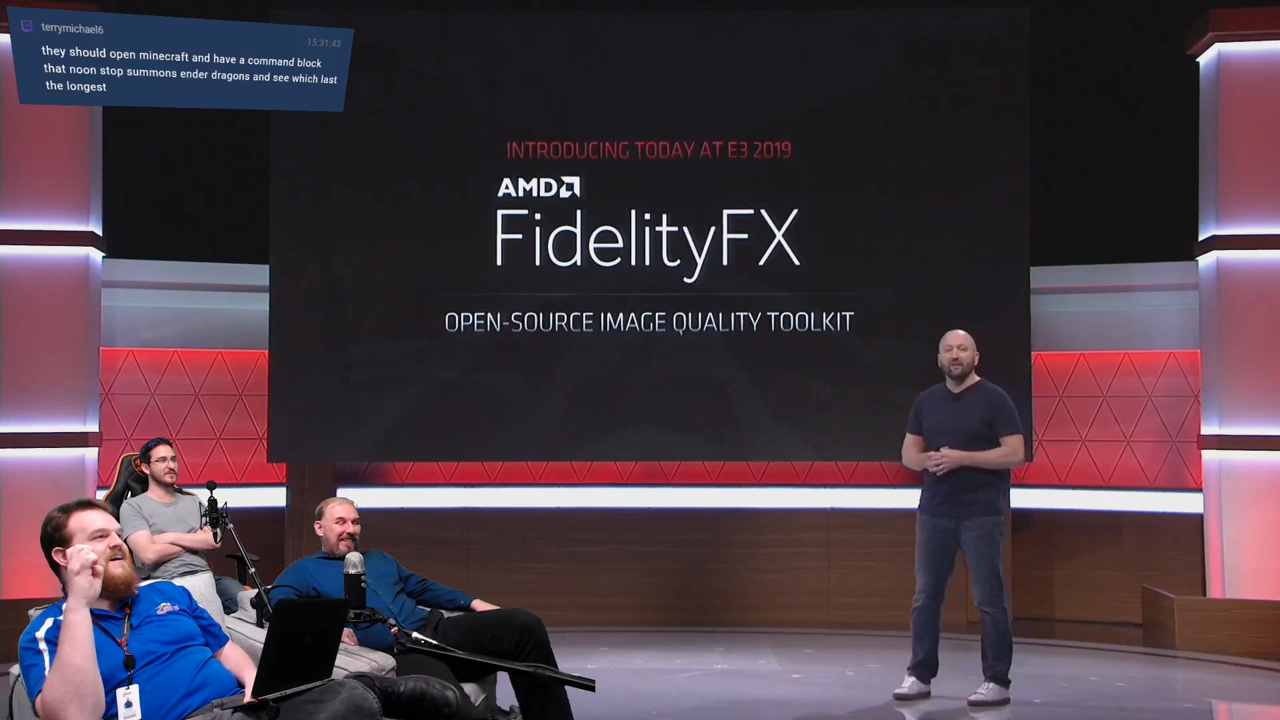 terrymichael6
15:31:43
they should open minecraft and have a command block
that noon stop summons ender dragons and see which last
the longest
INTRODUCING TODAY AT E3 2019
AMD
FidelityFX
OPEN-SOURCE IMAGE QUALITY TOOLKIT